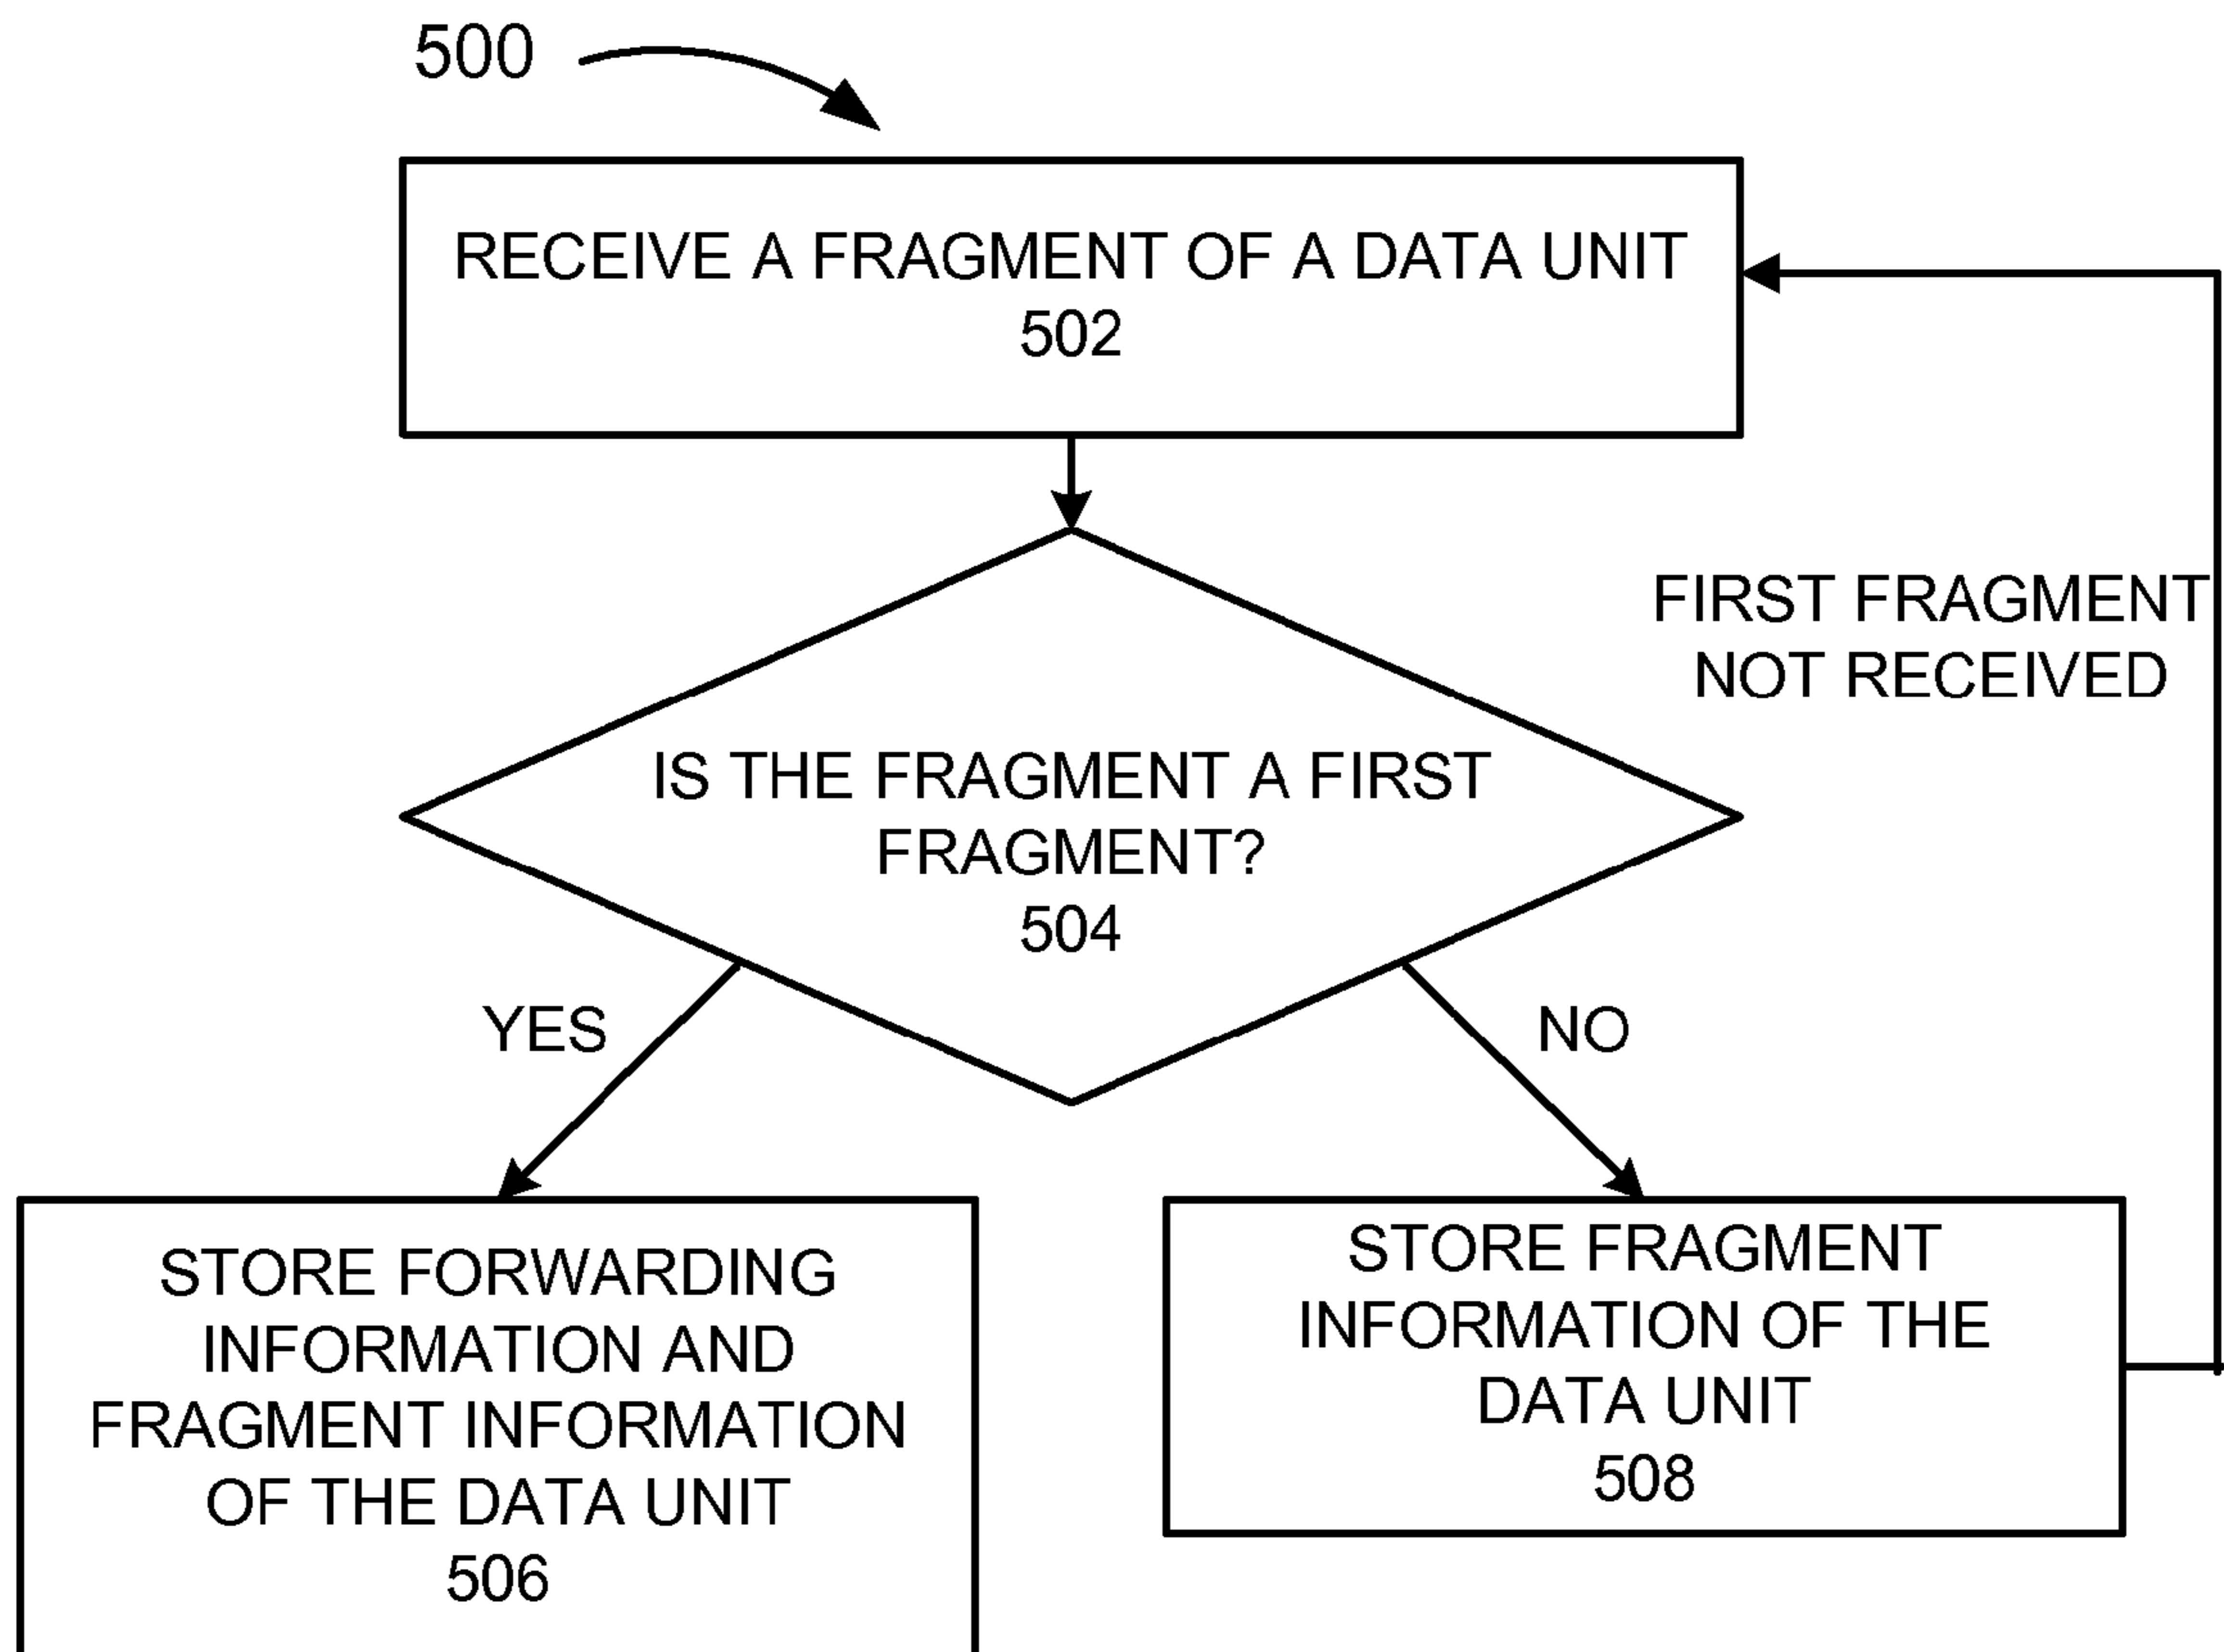 500
RECEIVE A FRAGMENT OF A DATA UNIT
502
FIRST FRAGMENT
NOT RECEIVED
IS THE FRAGMENT A FIRST
FRAGMENT?
504
YES
NO
STORE FORWARDING
INFORMATION AND
FRAGMENT INFORMATION
OF THE DATA UNIT
506
STORE FRAGMENT
INFORMATION OF THE
DATA UNIT
508